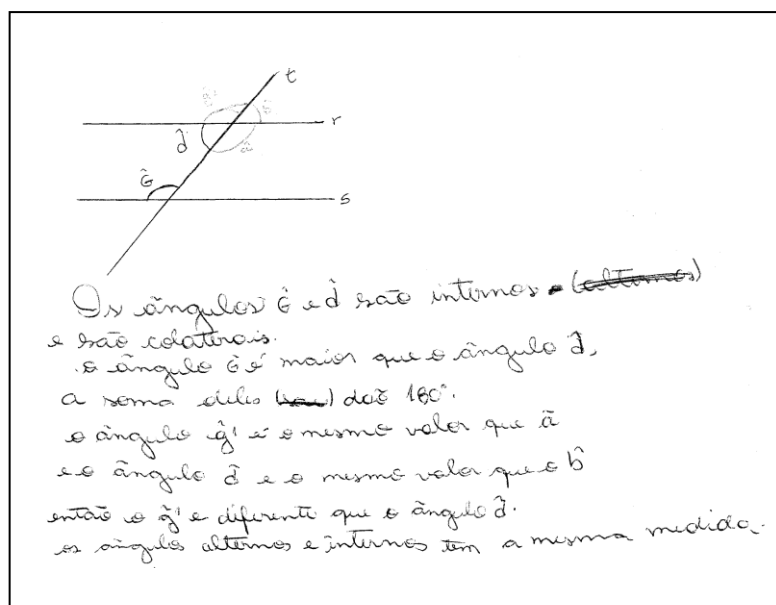 t
r
d̂
Ĝ
s
Os ângulos Ĝ e d̂ são internos
e são colaterais.
o ângulo Ĝ é maior que o ângulo d̂,
a soma deles dão 180°.
o ângulo ĝ' é o mesmo valor que â
e o ângulo d̂ e o mesmo valor que o b̂
então o ĝ' e diferente que o ângulo d̂.
os ângulos alternos e internos tem a mesma medida.